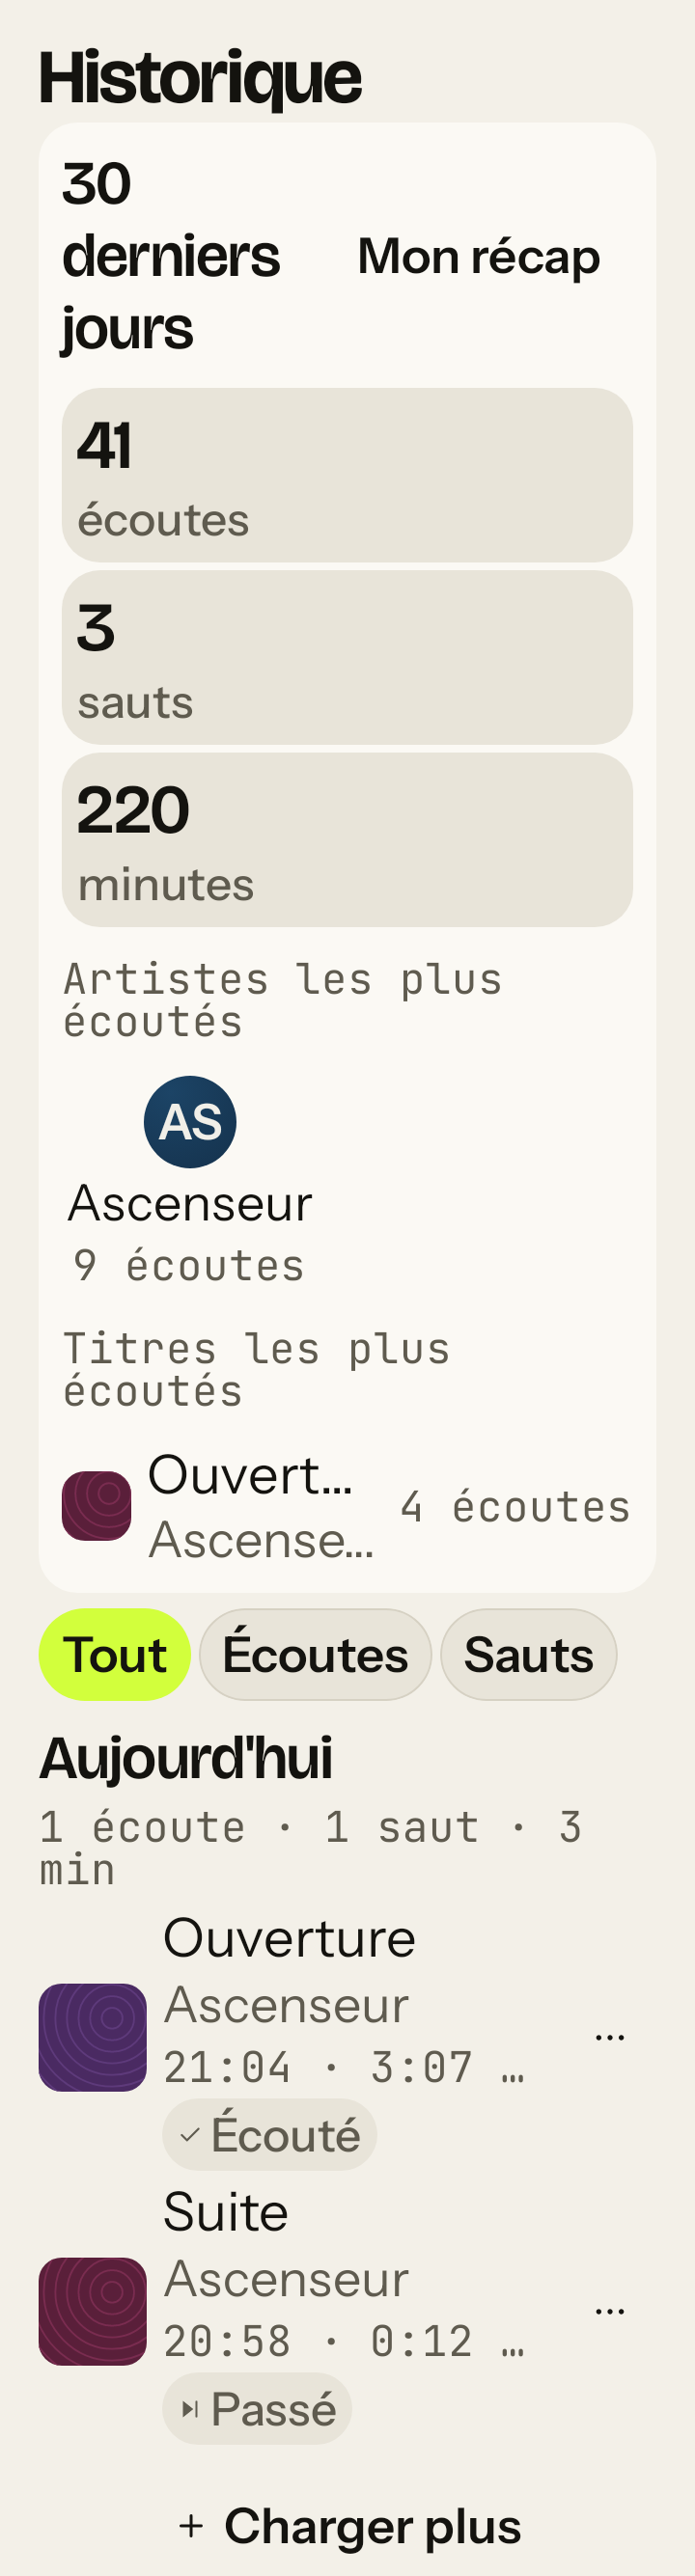 Historique
30
derniers
jours
Mon récap
41
écoutes
3
sauts
220
minutes
Artistes les plus
écoutés
AS
Ascenseur
9 écoutes
Titres les plus
écoutés
Ouvert...
Ascense...
4 écoutes
Tout
Écoutes
Sauts
Aujourd'hui
1 écoute · 1 saut · 3
min
Ouverture
Ascenseur
21:04 · 3:07 …
Écouté
Suite
Ascenseur
20:58 · 0:12 …
Passé
+ Charger plus